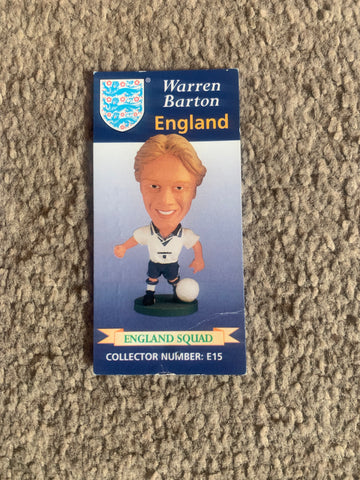 Warren
Barton
England
ENGLAND SQUAD
COLLECTOR NUMBER: E15